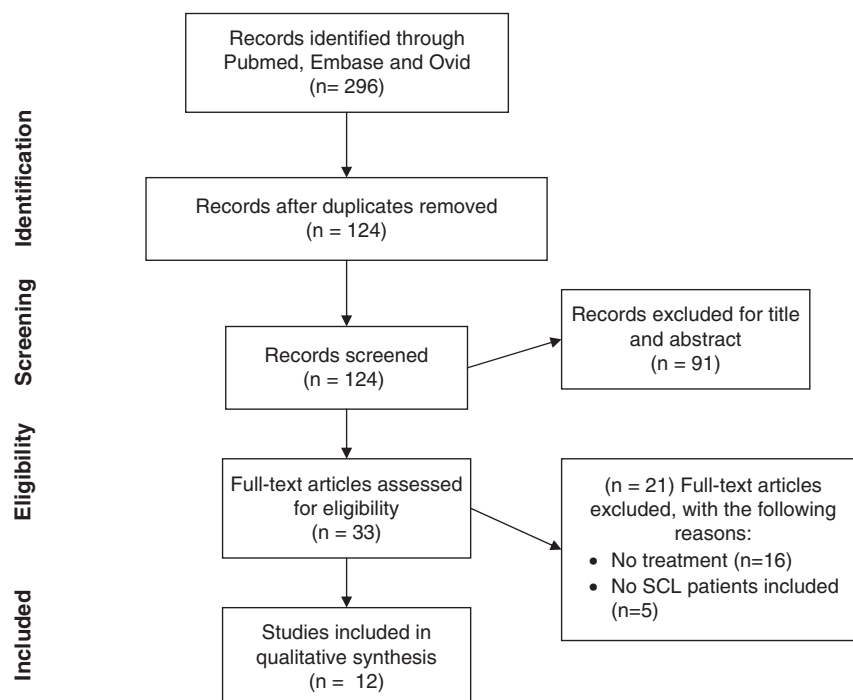 Records identified through
Pubmed, Embase and Ovid
(n= 296)
Identification
Records after duplicates removed
(n = 124)
Screening
Records screened
(n = 124)
Records excluded for title
and abstract
(n = 91)
Eligibility
Full-text articles assessed
for eligibility
(n = 33)
(n = 21) Full-text articles
excluded, with the following
reasons:
• No treatment (n=16)
• No SCL patients included
(n=5)
Included
Studies included in
qualitative synthesis
(n = 12)